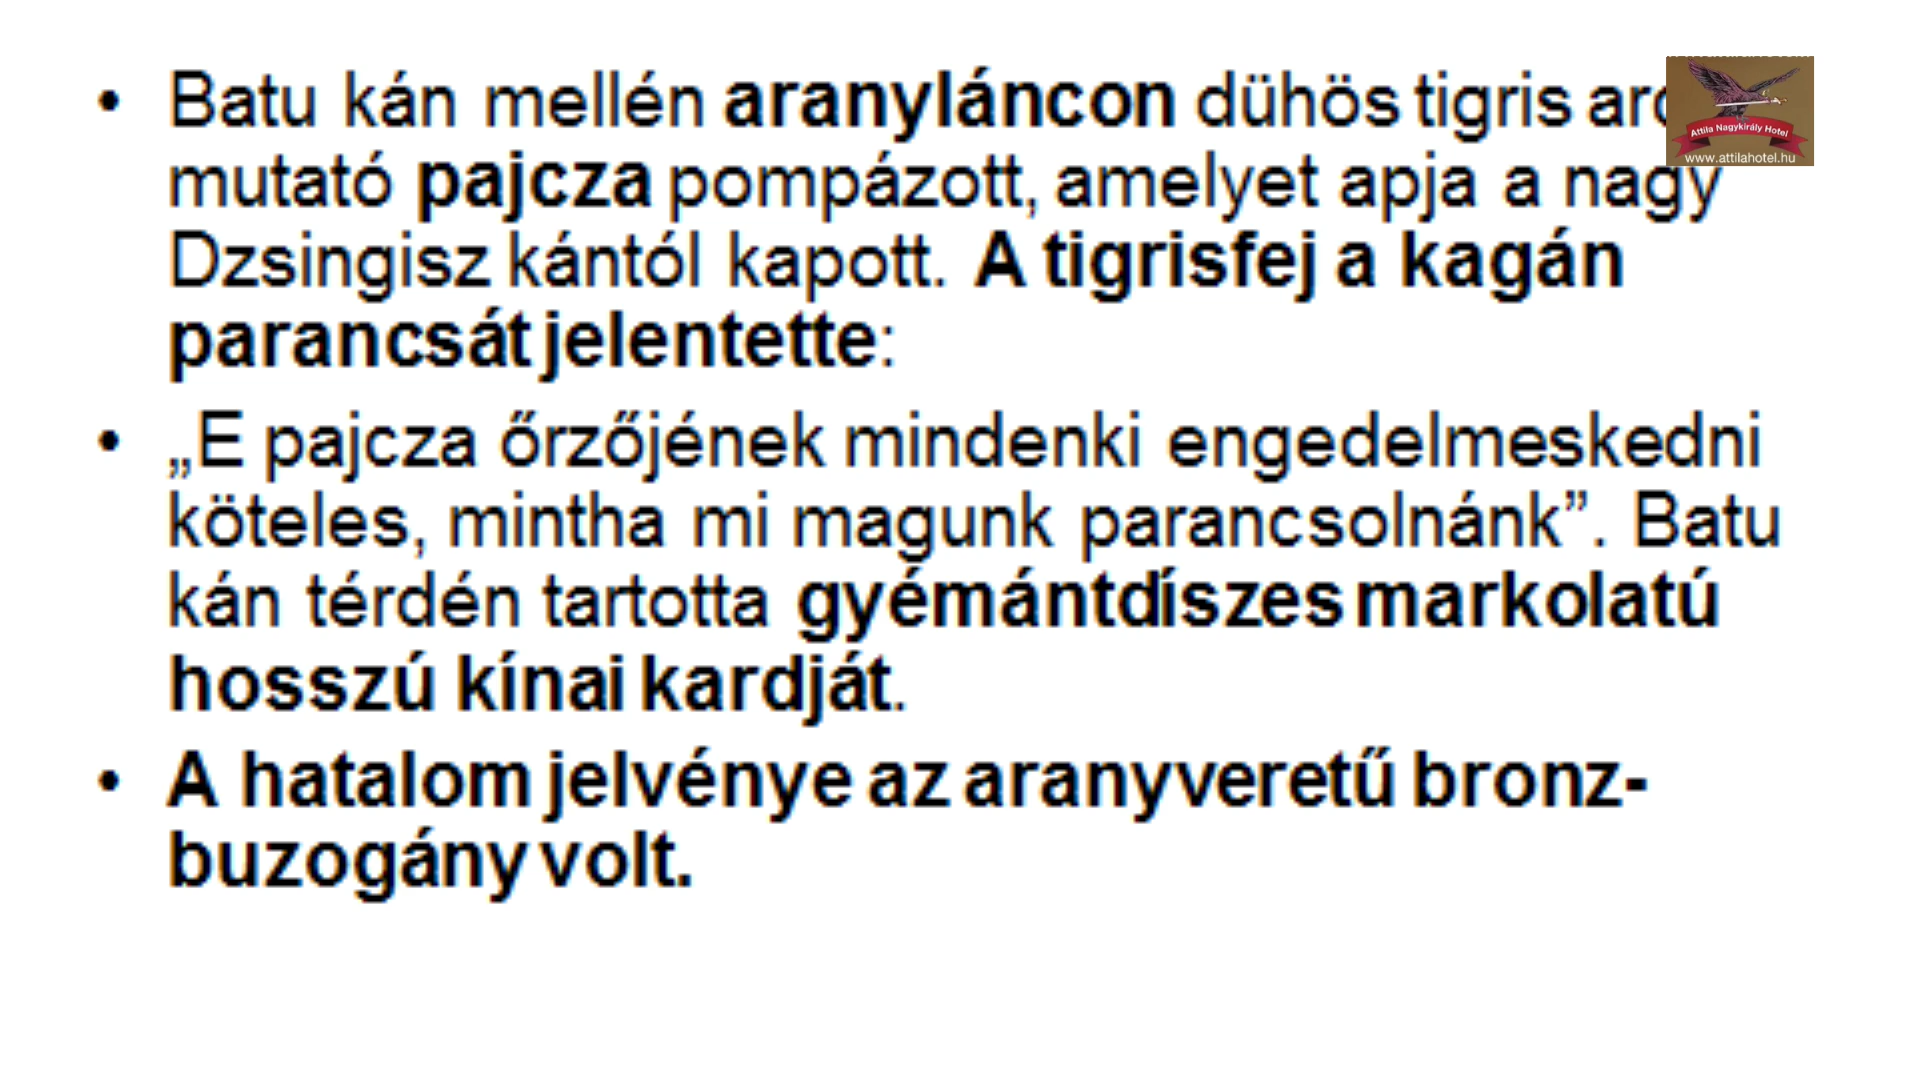 • Batu kán mellén aranyláncon dühös tigris
mutató pajcza pompázott, amelyet apja a nagy
Dzsingisz kántól kapott. A tigrisfej a kagán
parancsát jelentette:
• „E pajcza őrzőjének mindenki engedelmeskedni
köteles, mintha mi magunk parancsolnánk”. Batu
kán térdén tartotta gyémántdíszes markolatú
hosszú kínai kardját.
• A hatalom jelvénye az aranyveretű bronz-
buzogány volt.
Attila Nagykirály Hotel
www.attilahotel.hu